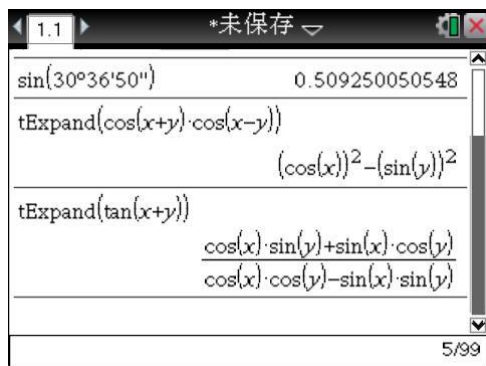 1.1 *未保存
sin(30°36'50") 0.509250050548
tExpand(cos(x+y)·cos(x−y))
(cos(x))²−(sin(y))²
tExpand(tan(x+y))
cos(x)·sin(y)+sin(x)·cos(y)
cos(x)·cos(y)−sin(x)·sin(y)
5/99